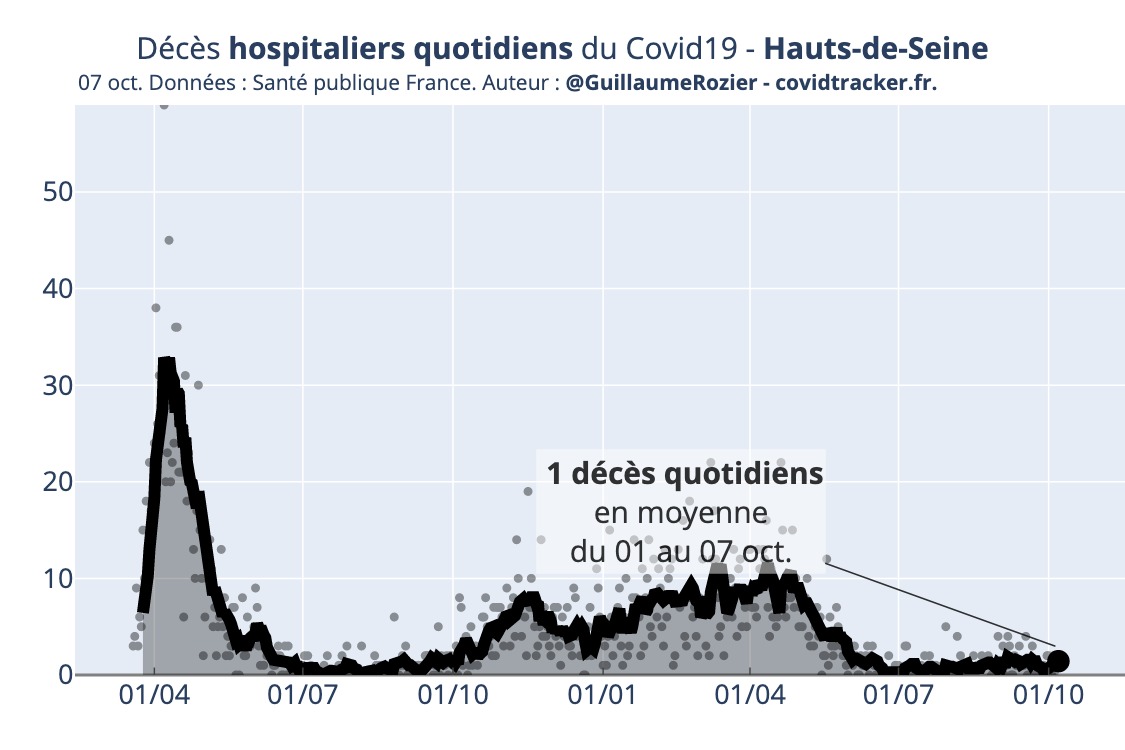 Décès hospitaliers quotidiens du Covid19 - Hauts-de-Seine
07 oct. Données : Santé publique France. Auteur : @GuillaumeRozier - covidtracker.fr.
50
40
30
20
10
0
1 décès quotidiens
en moyenne
du 01 au 07 oct.
01/04 01/07 01/10 01/01 01/04 01/07 01/10